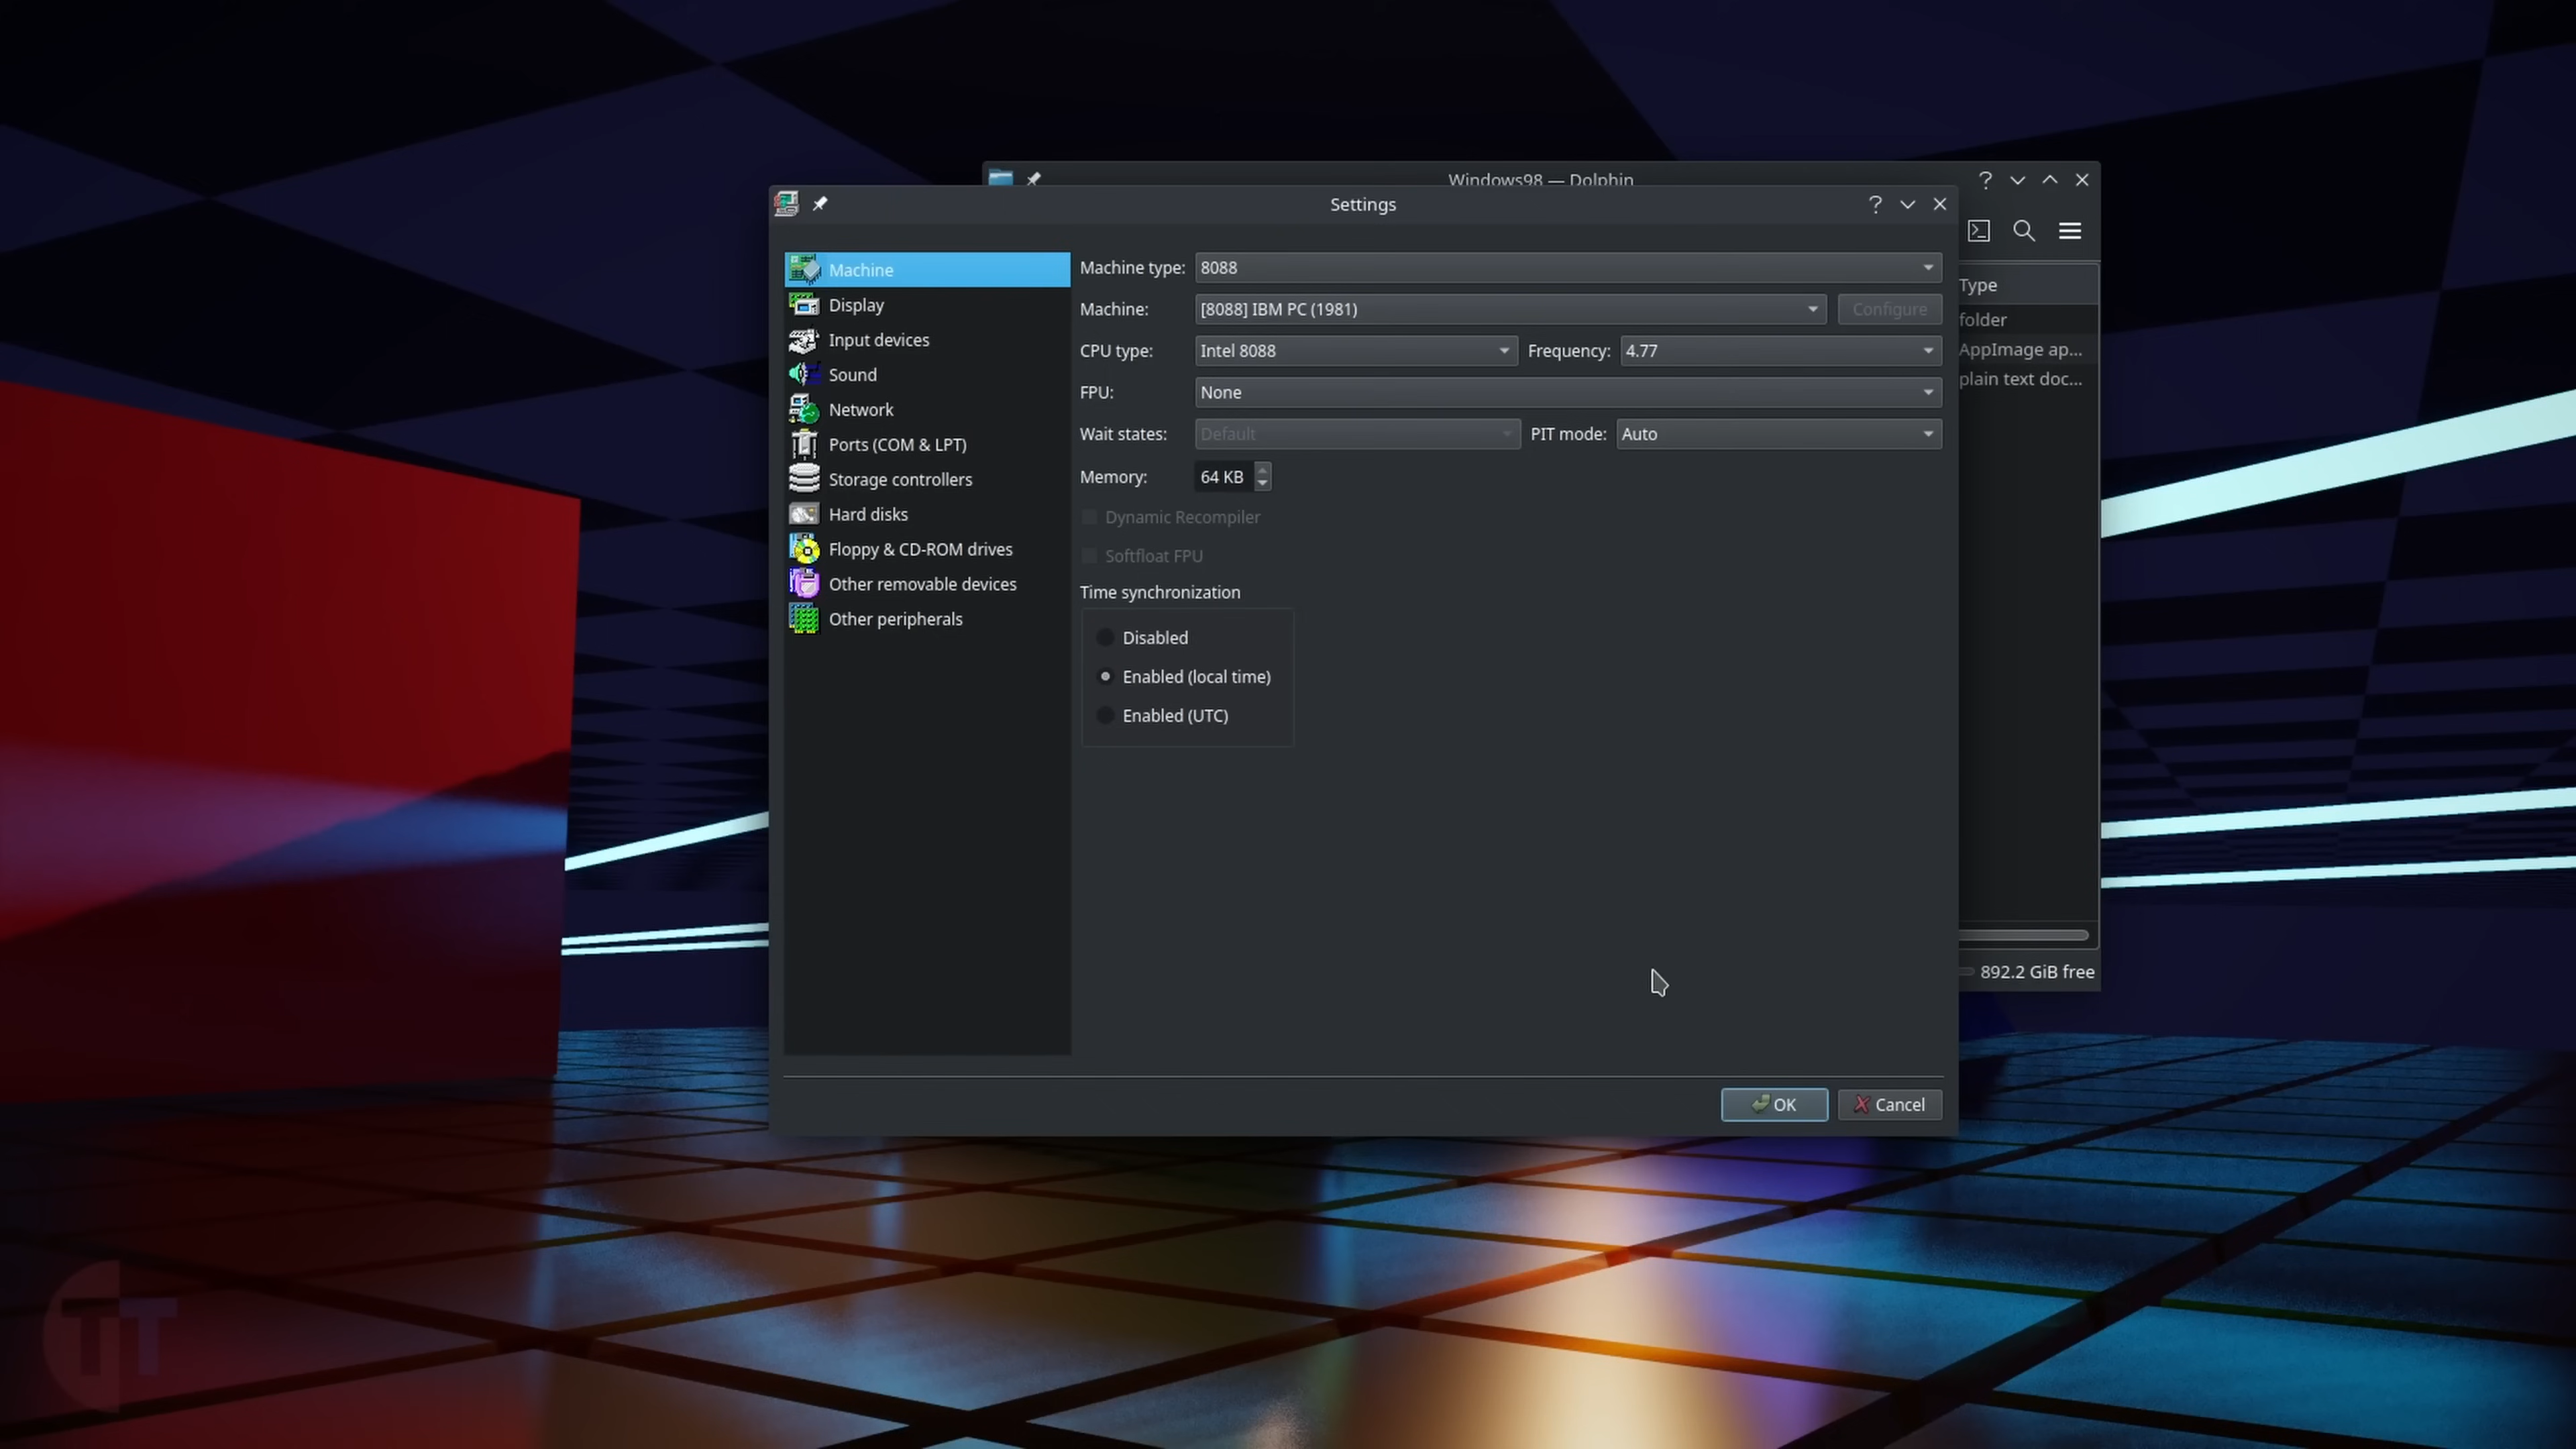 Windows98 — Dolphin
Settings
Machine
Display
Input devices
Sound
Network
Ports (COM & LPT)
Storage controllers
Hard disks
Floppy & CD-ROM drives
Other removable devices
Other peripherals
Machine type: 8088
Machine: [8088] IBM PC (1981) Configure
CPU type: Intel 8088 Frequency: 4.77
FPU: None
Wait states: Default PIT mode: Auto
Memory: 64 KB
Dynamic Recompiler
Softfloat FPU
Time synchronization
Disabled
Enabled (local time)
Enabled (UTC)
OK Cancel
Type
folder
AppImage ap...
plain text doc...
892.2 GiB free
TT